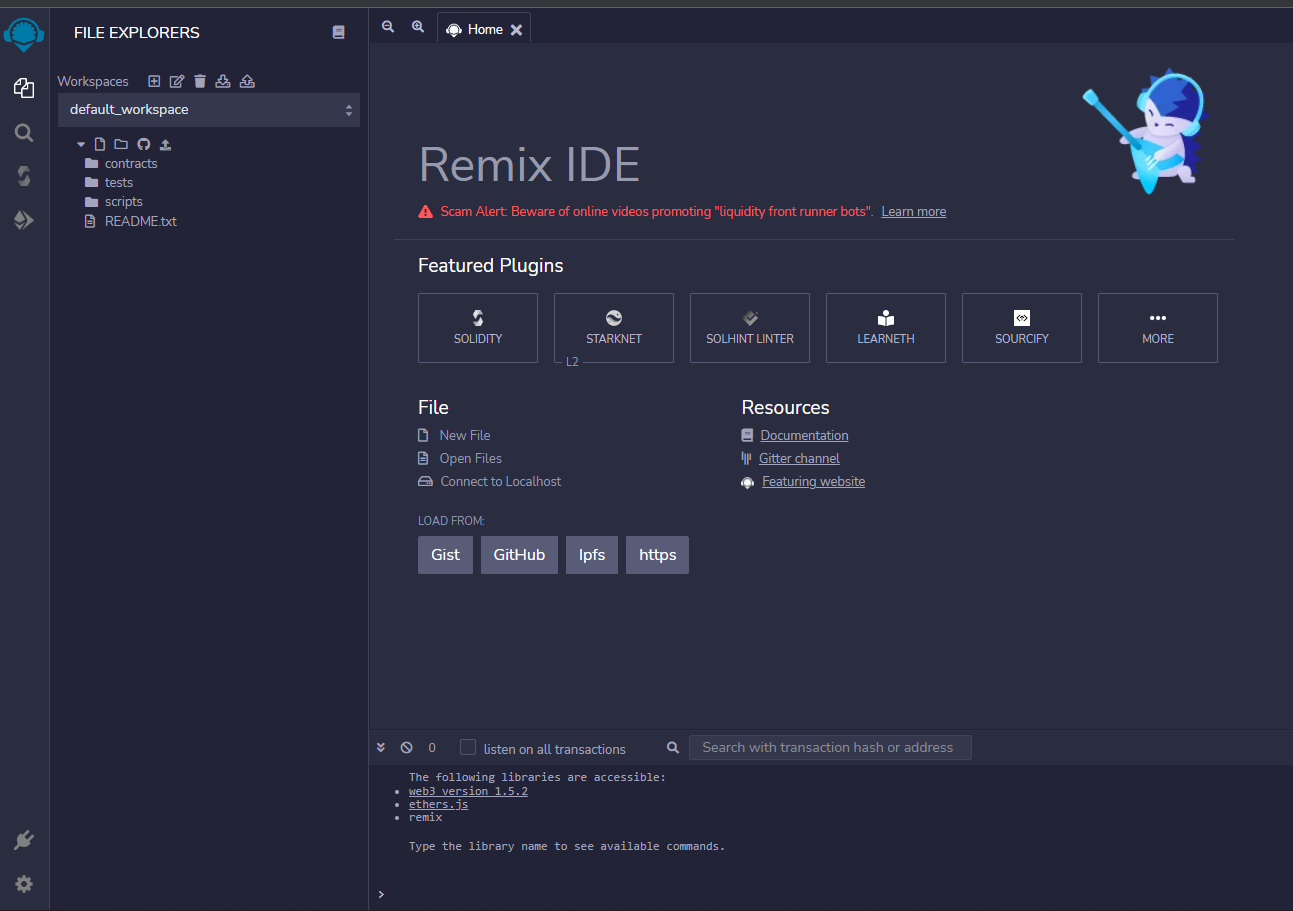 FILE EXPLORERS
Workspaces
default_workspace
contracts
tests
scripts
README.txt
Home
Remix IDE
Scam Alert: Beware of online videos promoting "liquidity front runner bots". Learn more
Featured Plugins
SOLIDITY
STARKNET
L2
SOLHINT LINTER
LEARNETH
SOURCIFY
MORE
File
New File
Open Files
Connect to Localhost
LOAD FROM:
Gist GitHub Ipfs https
Resources
Documentation
Gitter channel
Featuring website
0 listen on all transactions Search with transaction hash or address
The following libraries are accessible:
• web3 version 1.5.2
• ethers.js
• remix
Type the library name to see available commands.
>